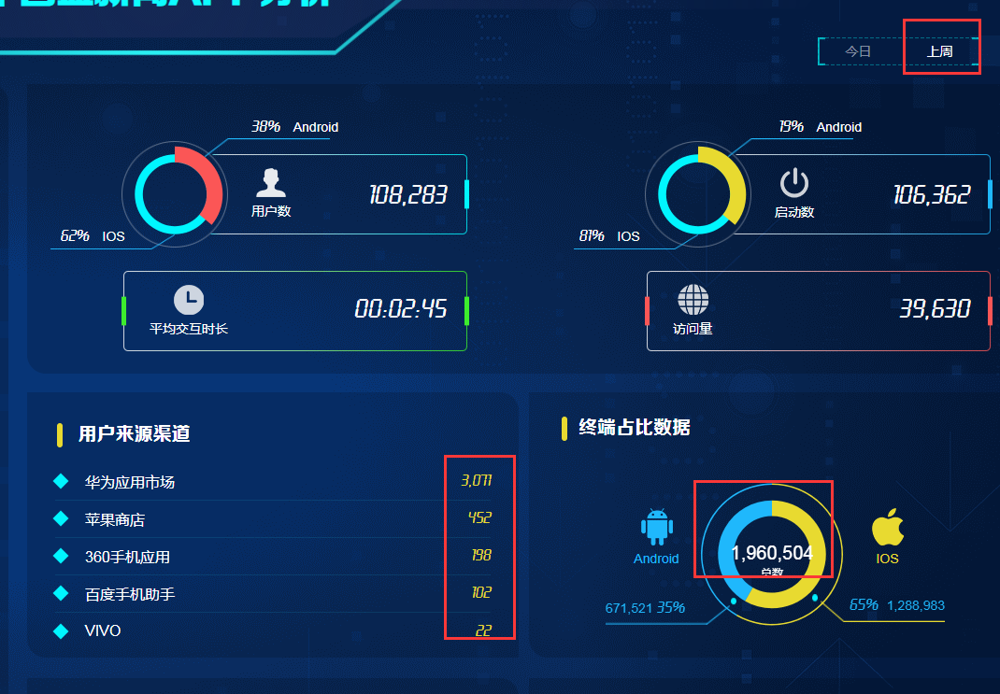 今日
上周
38% Android
用户数
108,283
62% IOS
19% Android
启动数
106,362
81% IOS
平均交互时长
00:02:45
访问量
39,630
用户来源渠道
华为应用市场 3,071
苹果商店 452
360手机应用 198
百度手机助手 102
VIVO 22
终端占比数据
Android
1,960,504
总数
IOS
671,521 35%
65% 1,288,983